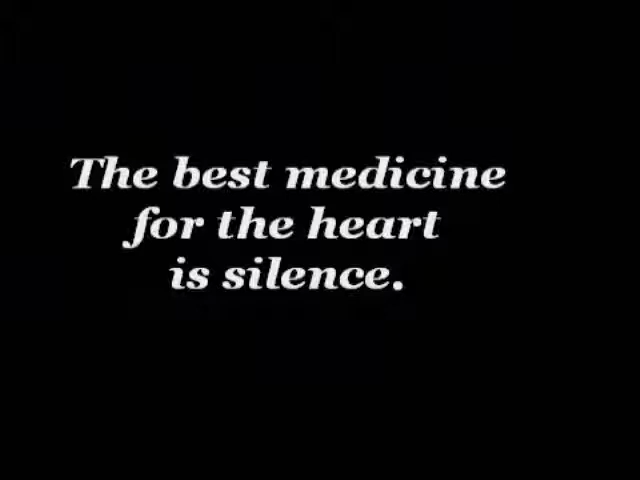 The best medicine
for the heart
is silence.